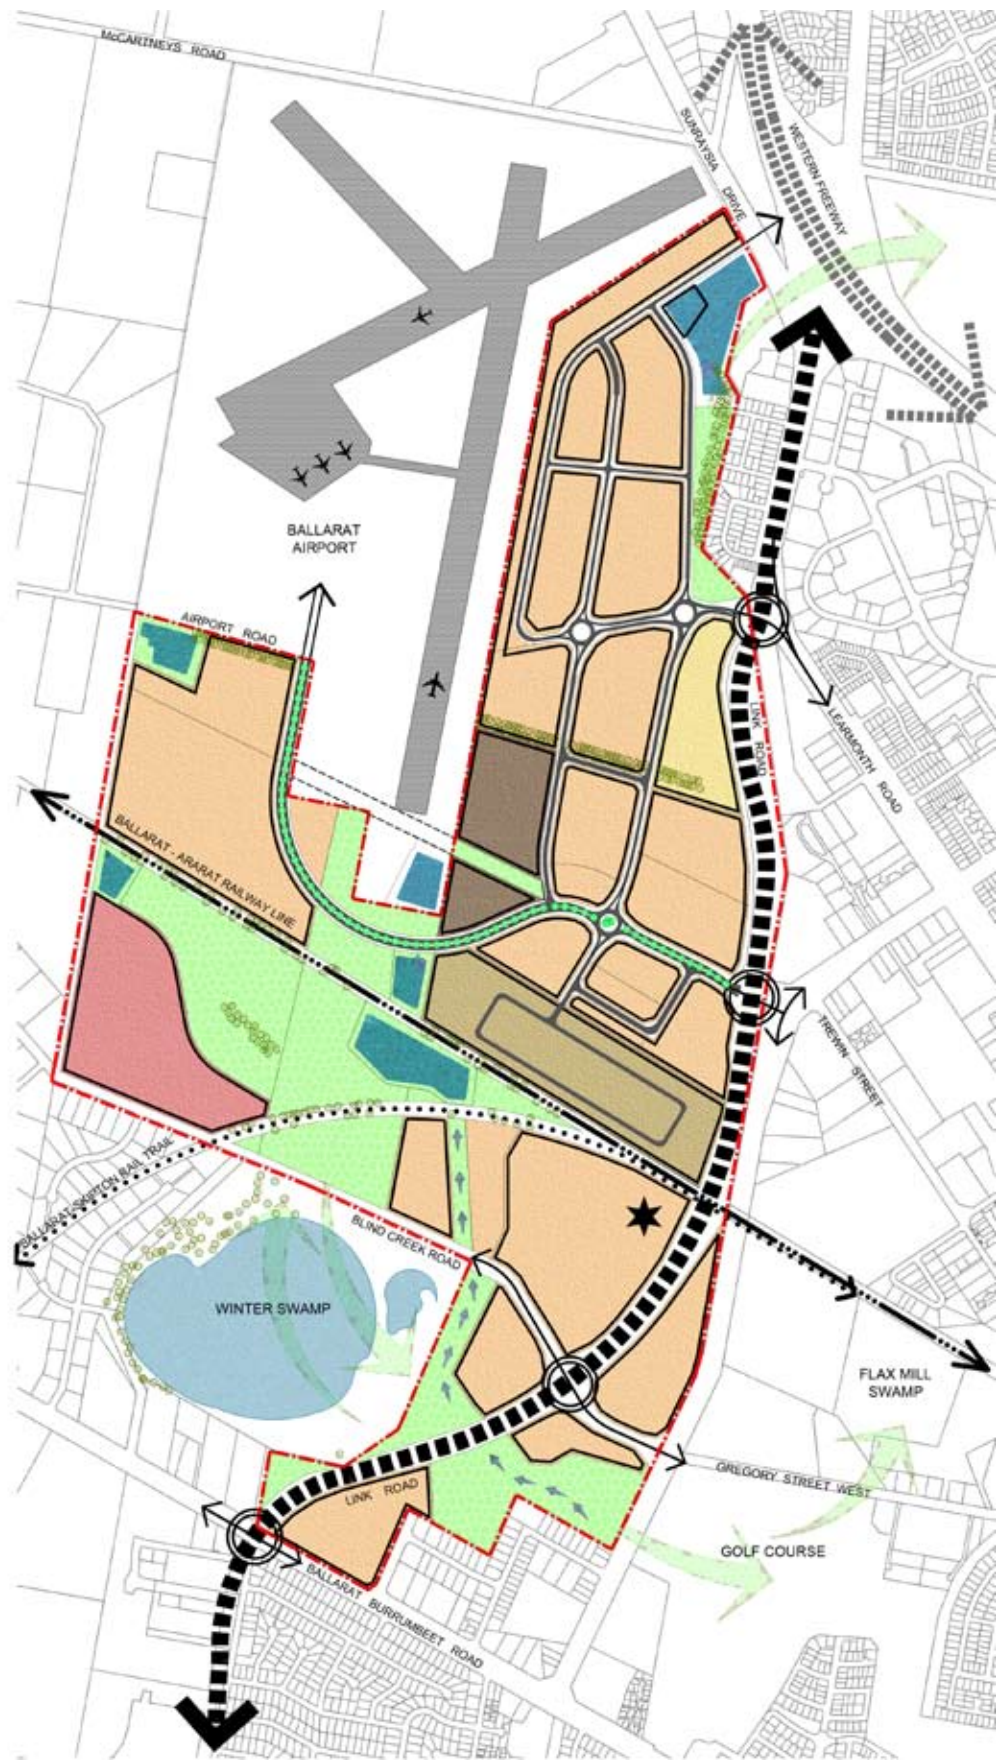 McCARTNEYS ROAD
SUNRAYSIA DRIVE
WESTERN FREEWAY
BALLARAT
AIRPORT
AIRPORT ROAD
LINK ROAD
LEARMONTH ROAD
BALLARAT - ARARAT RAILWAY LINE
TREWIN STREET
BALLARAT-SKIPTON RAIL TRAIL
BLIND CREEK ROAD
WINTER SWAMP
FLAX MILL
SWAMP
GREGORY STREET WEST
LINK ROAD
GOLF COURSE
BALLARAT BURRUMBEET ROAD